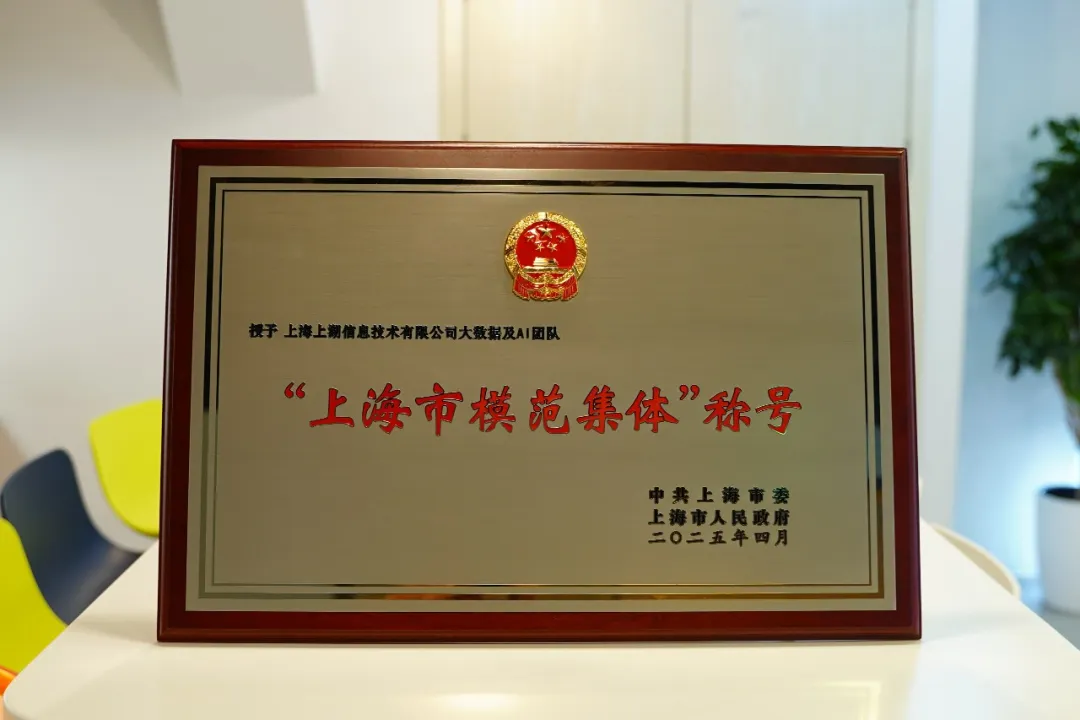 授予 上海上湖信息技术有限公司大数据及AI团队
“上海市模范集体”称号
中共上海市委
上海市人民政府
二〇二五年四月